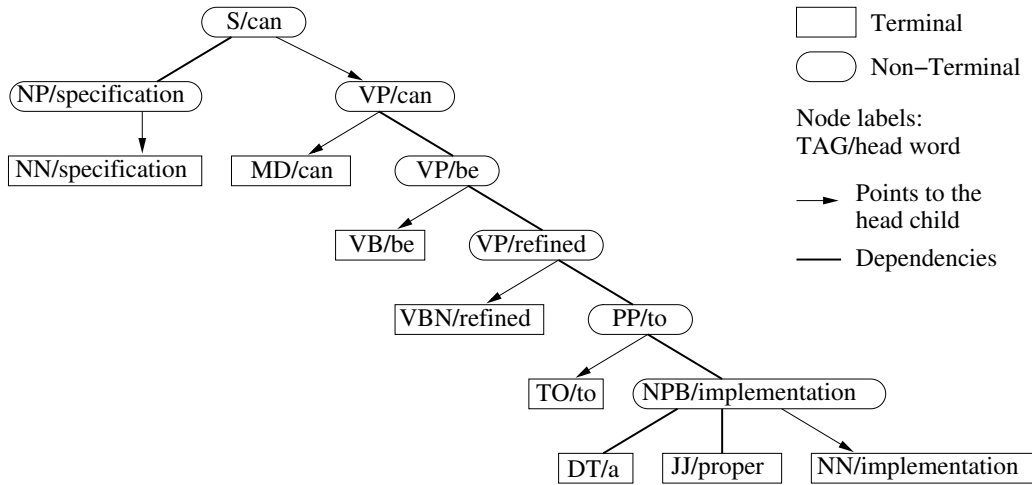 S/can
NP/specification
VP/can
NN/specification
MD/can
VP/be
VB/be
VP/refined
VBN/refined
PP/to
TO/to
NPB/implementation
DT/a
JJ/proper
NN/implementation
Terminal
Non−Terminal
Node labels:
TAG/head word
Points to the
head child
Dependencies